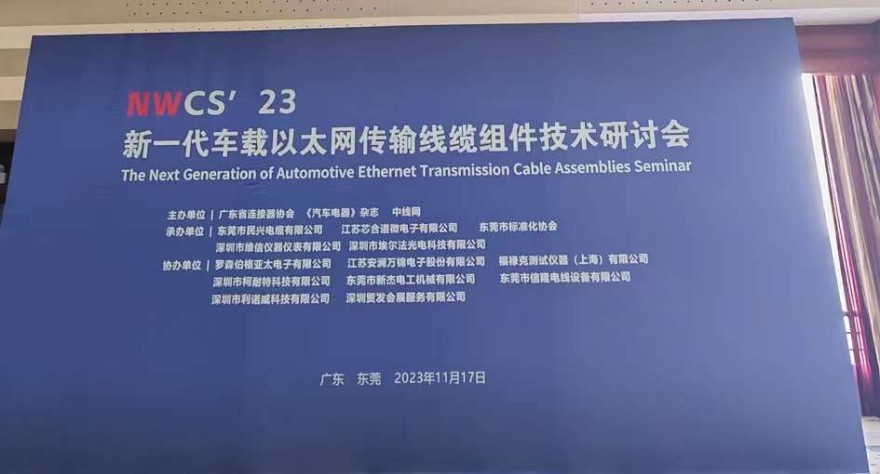 NWCS' 23
新一代车载以太网传输线缆组件技术研讨会
The Next Generation of Automotive Ethernet Transmission Cable Assemblies Seminar
主办单位 | 广东省连接器协会 《汽车电器》杂志 中线网
承办单位 | 东莞市民兴电缆有限公司 江苏芯合道微电子有限公司 东莞市标准化协会
深圳市维信仪器仪表有限公司 深圳市埃尔法光电科技有限公司
协办单位 | 罗森伯格亚太电子有限公司 江苏安澜万锦电子股份有限公司 福禄克测试仪器（上海）有限公司
深圳市柯耐特科技有限公司 东莞市新杰电工机械有限公司 东莞市信隆电线设备有限公司
深圳市利诺威科技有限公司 深圳贸发会展服务有限公司
广东 东莞 2023年11月17日